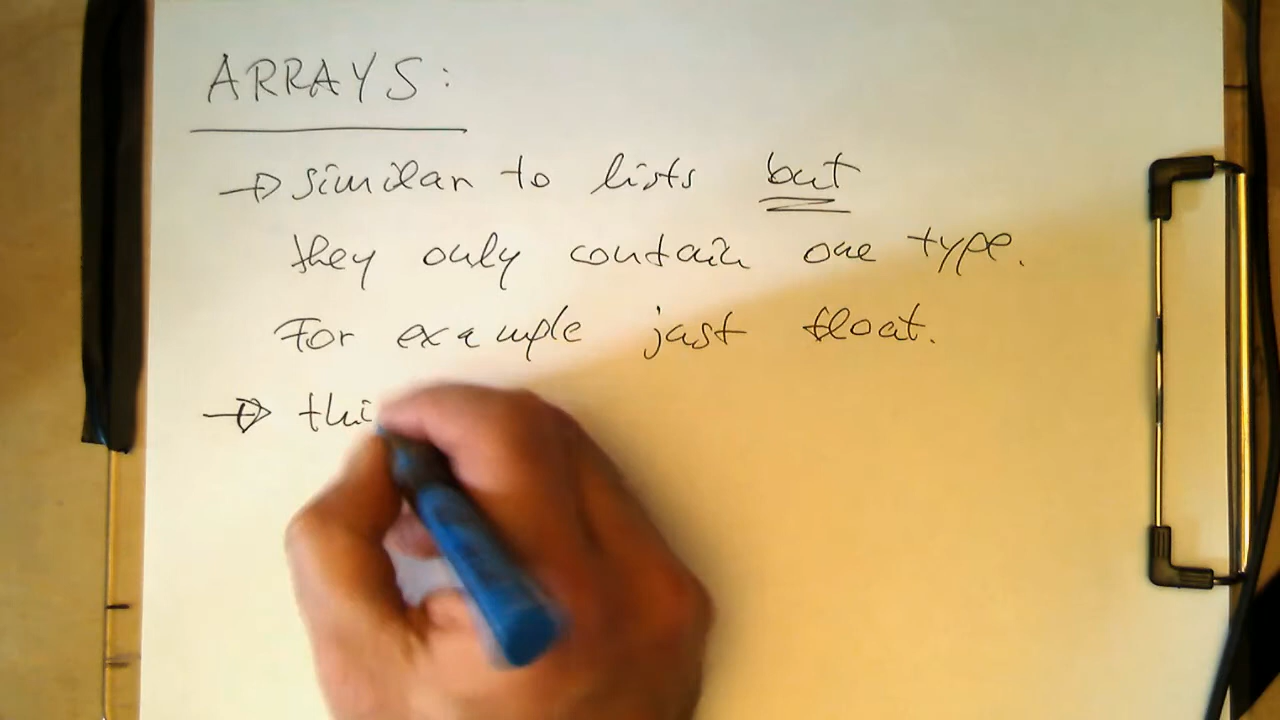 ARRAYS:
→ similar to lists but
they only contain one type.
For example just float.
→ thi